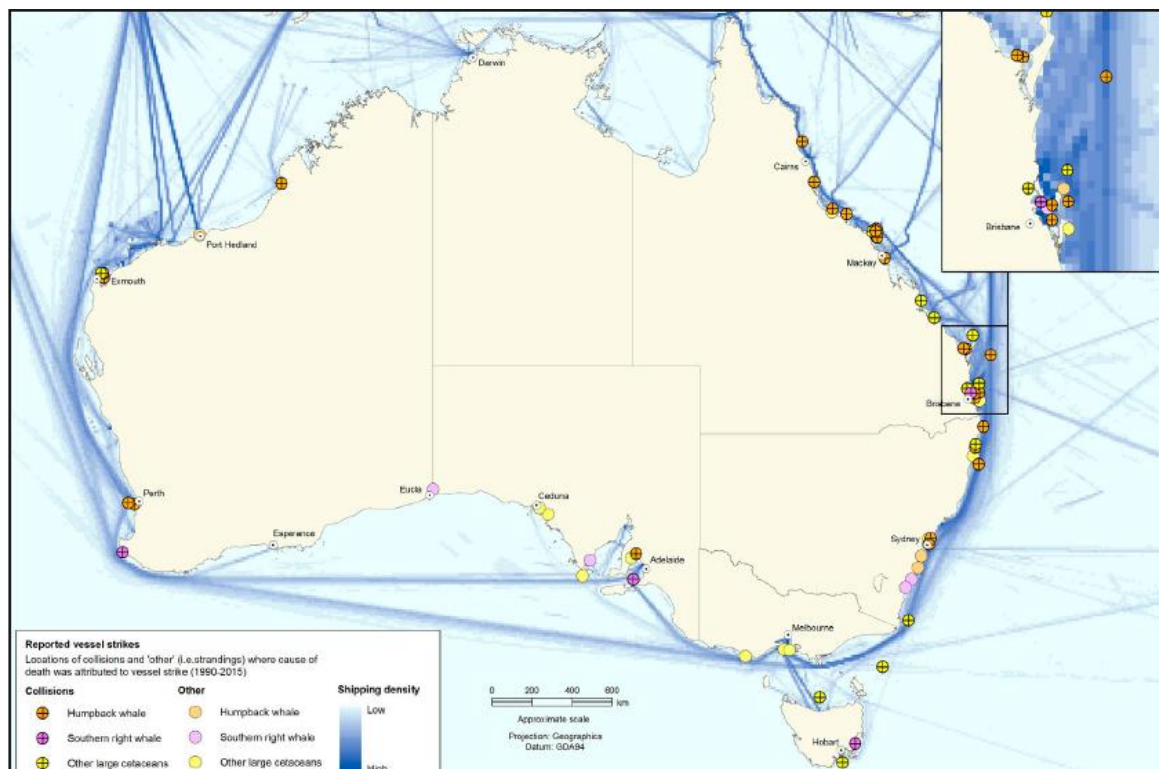 Darwin
Cairns
Port Hedland
Exmouth
Mackay
Brisbane
Brisbane
Perth
Eucla
Ceduna
Esperance
Adelaide
Sydney
Melbourne
Hobart
Reported vessel strikes
Locations of collisions and 'other' (i.e.strandings) where cause of
death was attributed to vessel strike (1990-2015)
Collisions Other Shipping density
Humpback whale Humpback whale Low
Southern right whale Southern right whale
Other large cetaceans Other large cetaceans High
0 200 400 600
km
Approximate scale
Projection: Geographics
Datum: GDA94